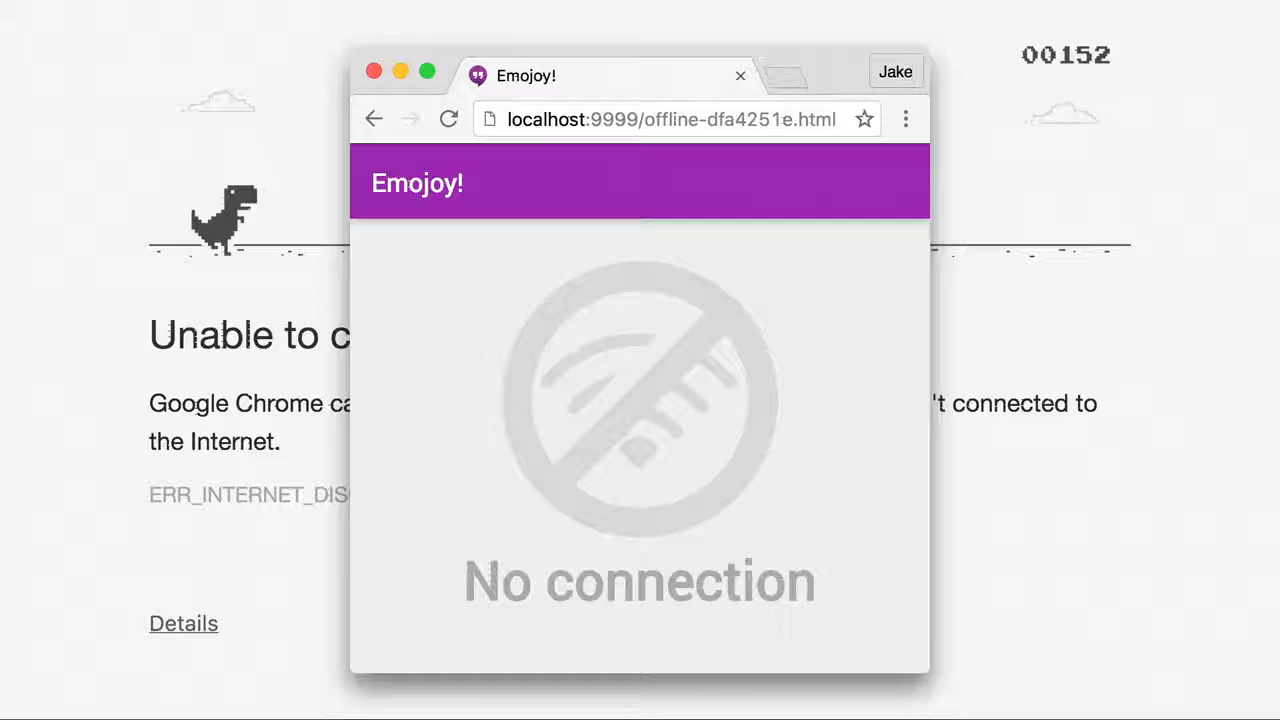 00152
Emojoy!
Jake
localhost:9999/offline-dfa4251e.html
Emojoy!
Unable to c
Google Chrome ca
't connected to
the Internet.
ERR_INTERNET_DIS
No connection
Details